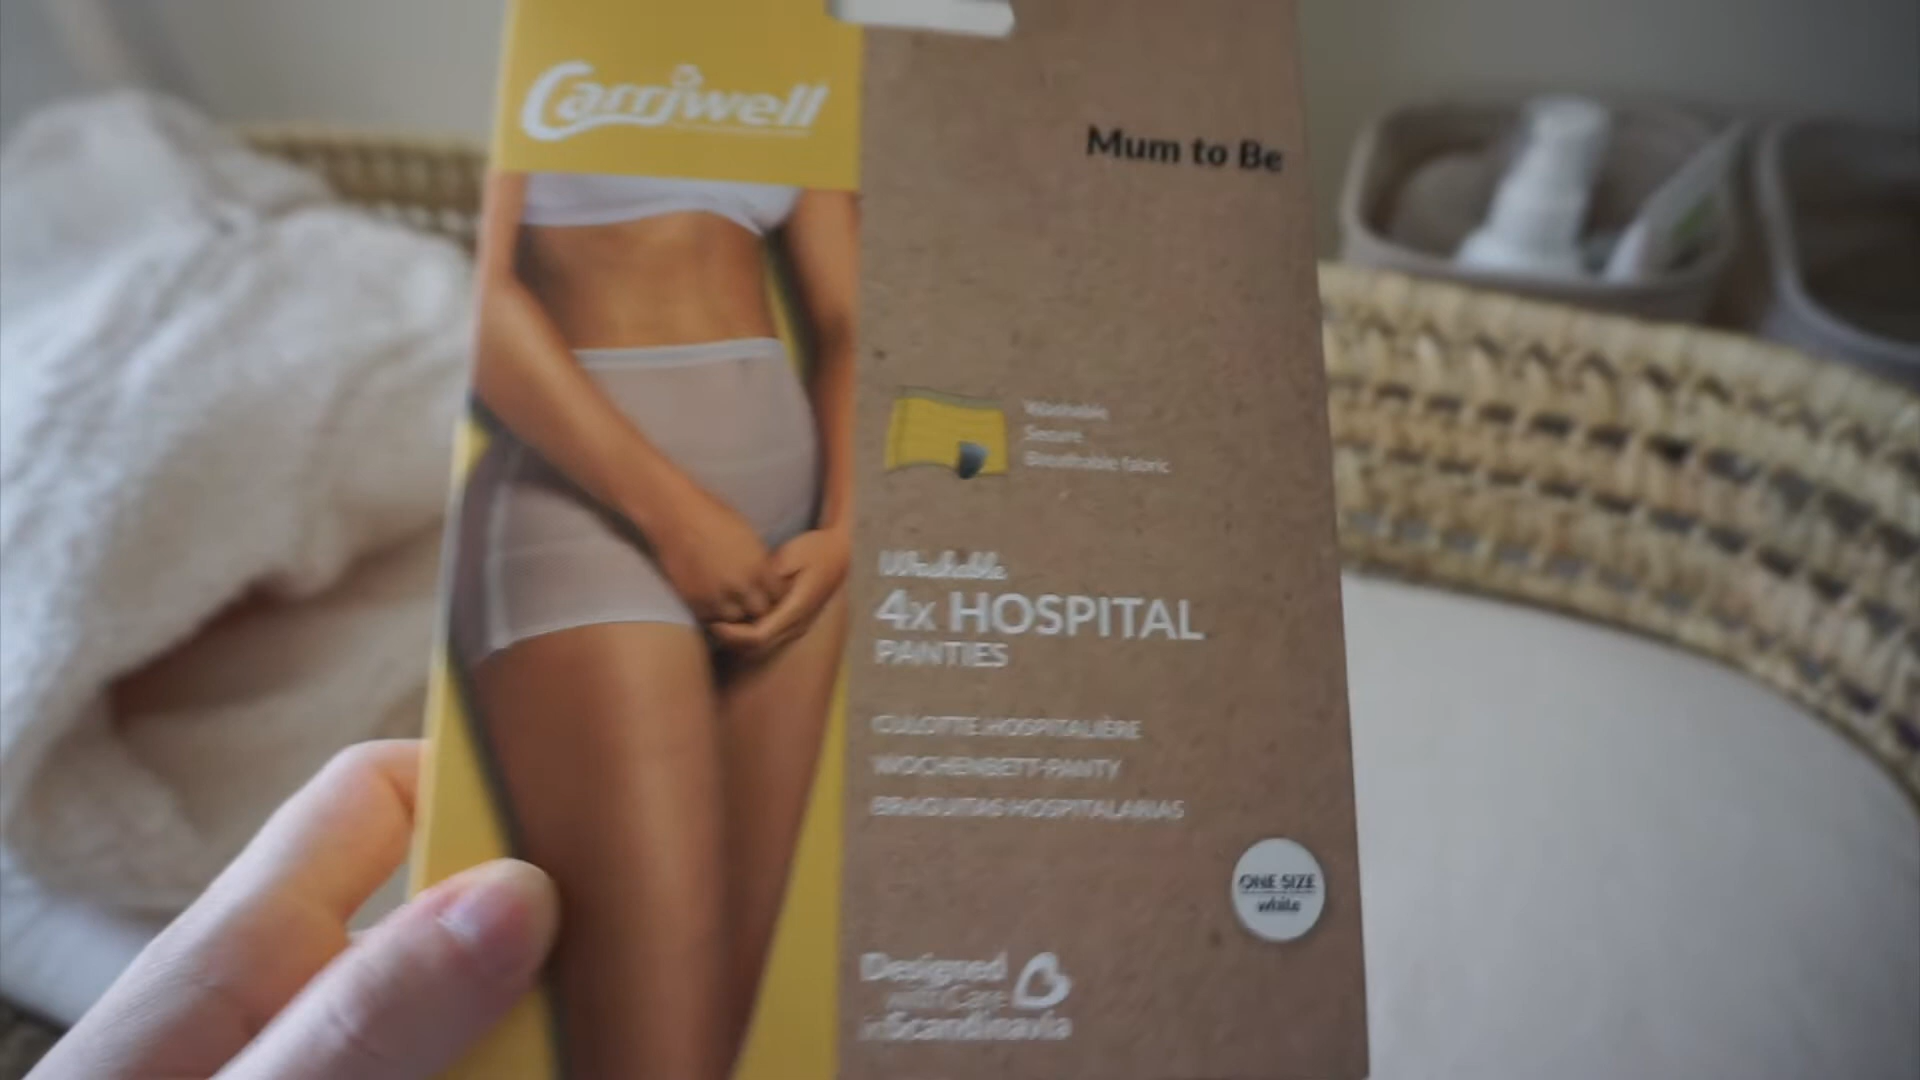 Carriwell
Mum to Be
Washable
Secure
Breathable fabric
Washable
4x HOSPITAL
PANTIES
CULOTTE HOSPITALIÈRE
WOCHENBETT-PANTY
BRAGUITAS HOSPITALARIAS
ONE SIZE
white
Designed
with Care
in Scandinavia